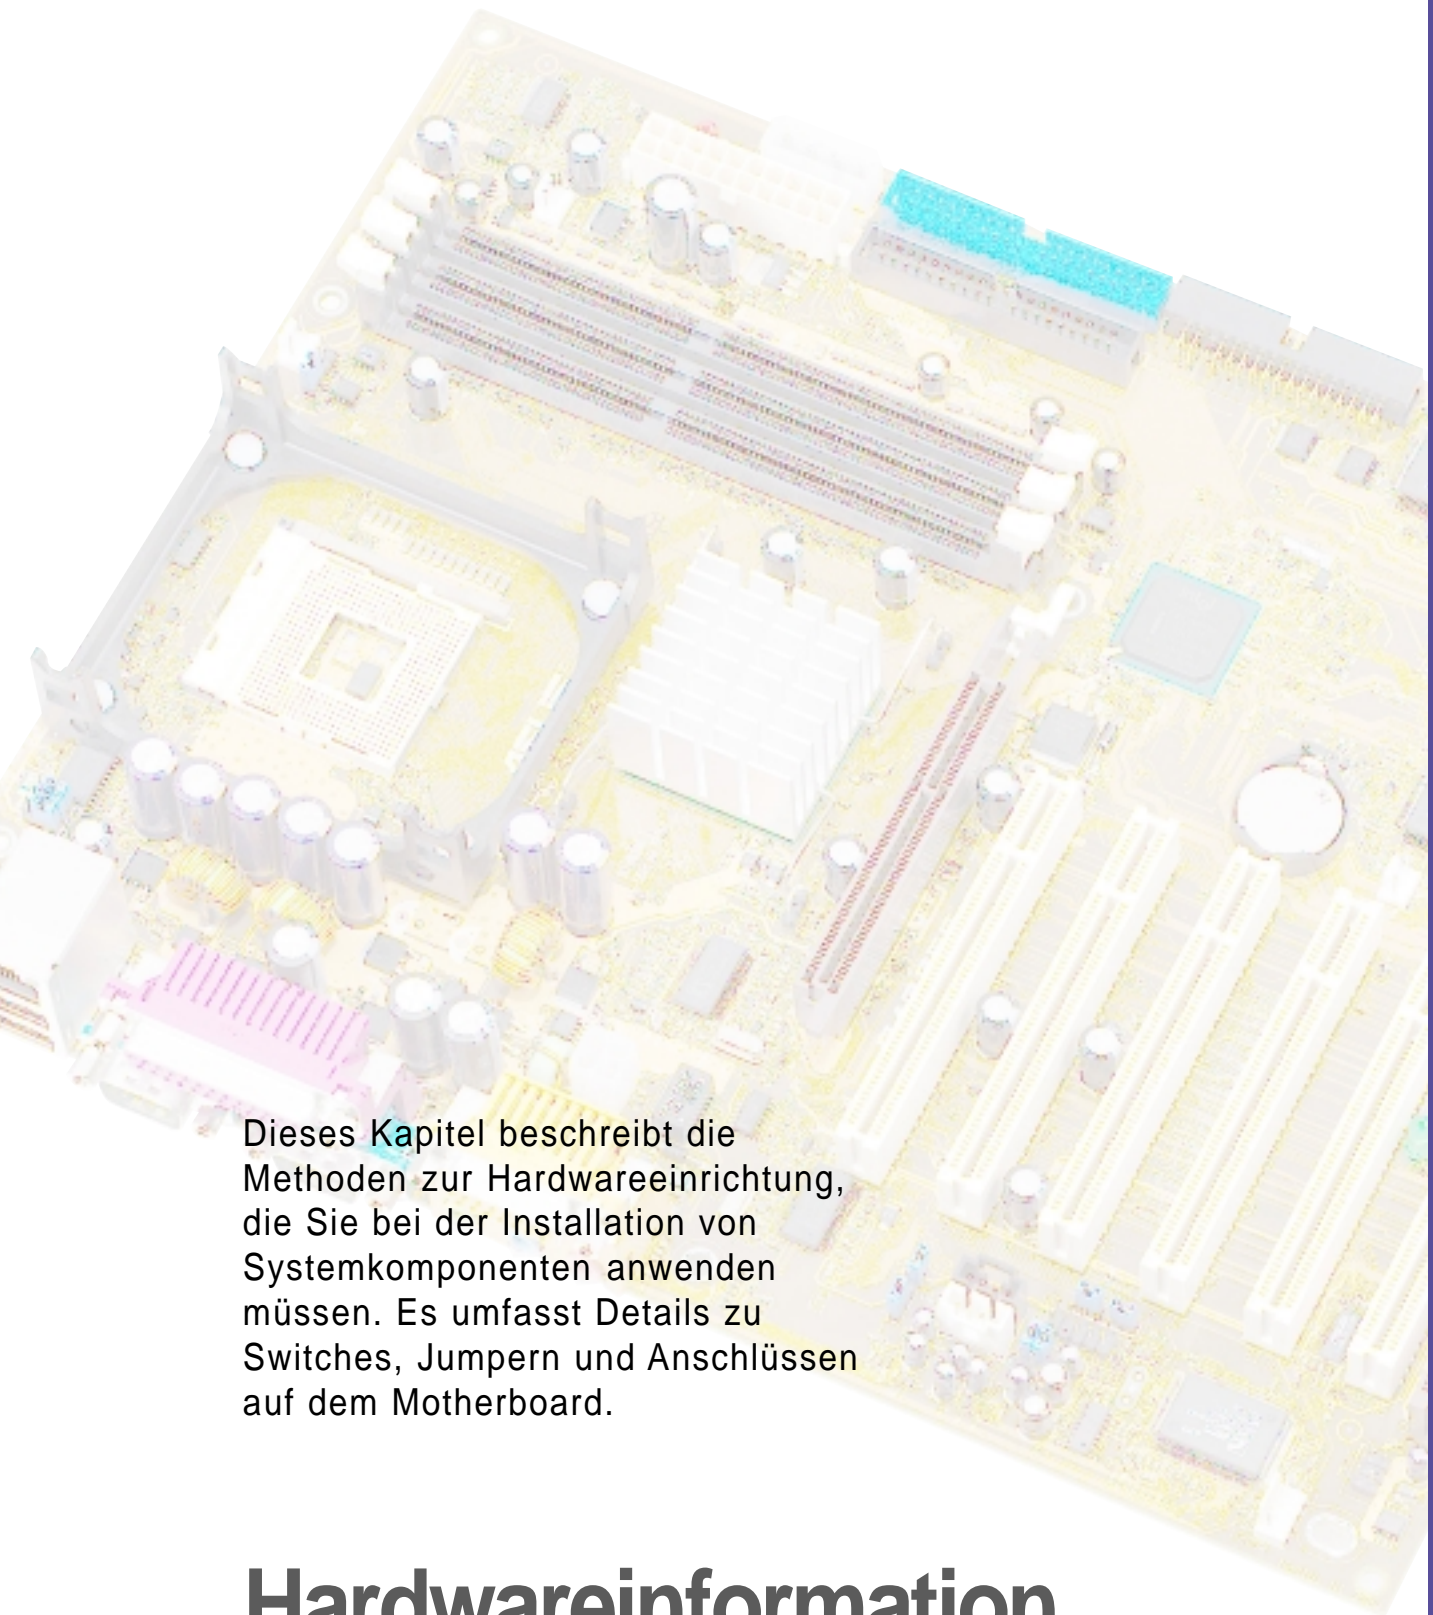 Dieses Kapitel beschreibt die
Methoden zur Hardwareeinrichtung,
die Sie bei der Installation von
Systemkomponenten anwenden
müssen. Es umfasst Details zu
Switches, Jumpern und Anschlüssen
auf dem Motherboard.
Hardwareinformation